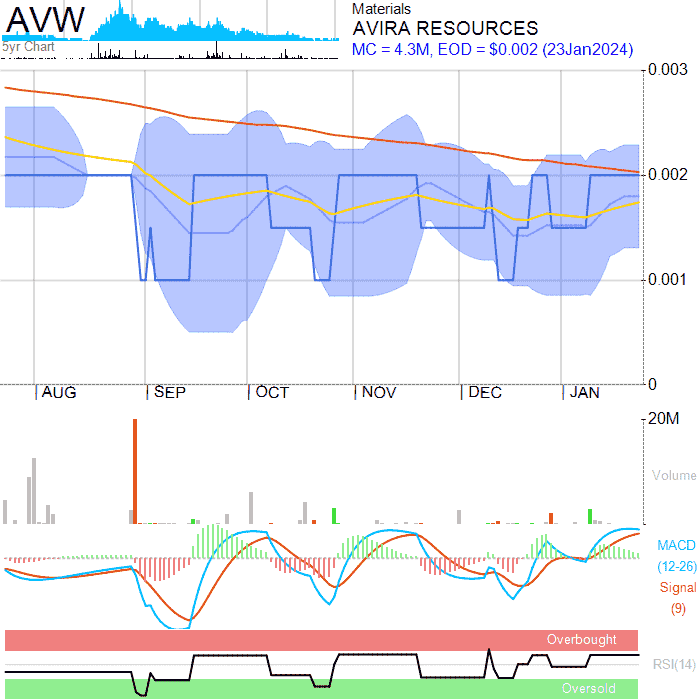 AVW
5yr Chart
Materials
AVIRA RESOURCES
MC = 4.3M, EOD = $0.002 (23Jan2024)
0.003
0.002
0.001
0
AUG SEP OCT NOV DEC JAN
20M
Volume
MACD
(12-26)
Signal
(9)
Overbought
RSI(14)
Oversold